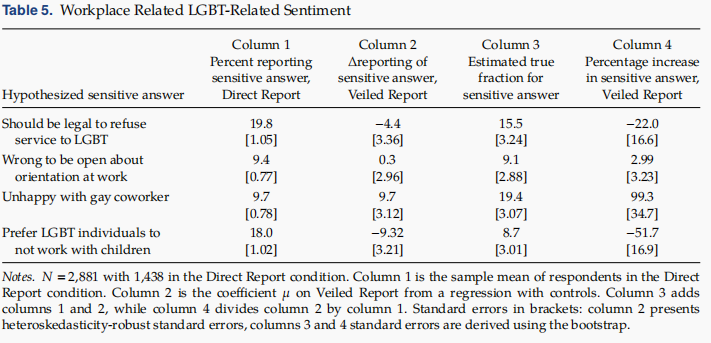 Table 5. Workplace Related LGBT-Related Sentiment
Column 1 Column 2 Column 3 Column 4
Percent reporting Δreporting of Estimated true Percentage increase
sensitive answer, sensitive answer, fraction for in sensitive answer,
Hypothesized sensitive answer Direct Report Veiled Report sensitive answer Veiled Report
Should be legal to refuse 19.8 −4.4 15.5 −22.0
service to LGBT [1.05] [3.36] [3.24] [16.6]
Wrong to be open about 9.4 0.3 9.1 2.99
orientation at work [0.77] [2.96] [2.88] [3.23]
Unhappy with gay coworker 9.7 9.7 19.4 99.3
[0.78] [3.12] [3.07] [34.7]
Prefer LGBT individuals to 18.0 −9.32 8.7 −51.7
not work with children [1.02] [3.21] [3.01] [16.9]
Notes. N = 2,881 with 1,438 in the Direct Report condition. Column 1 is the sample mean of respondents in the Direct
Report condition. Column 2 is the coefficient μ on Veiled Report from a regression with controls. Column 3 adds
columns 1 and 2, while column 4 divides column 2 by column 1. Standard errors in brackets: column 2 presents
heteroskedasticity-robust standard errors, columns 3 and 4 standard errors are derived using the bootstrap.